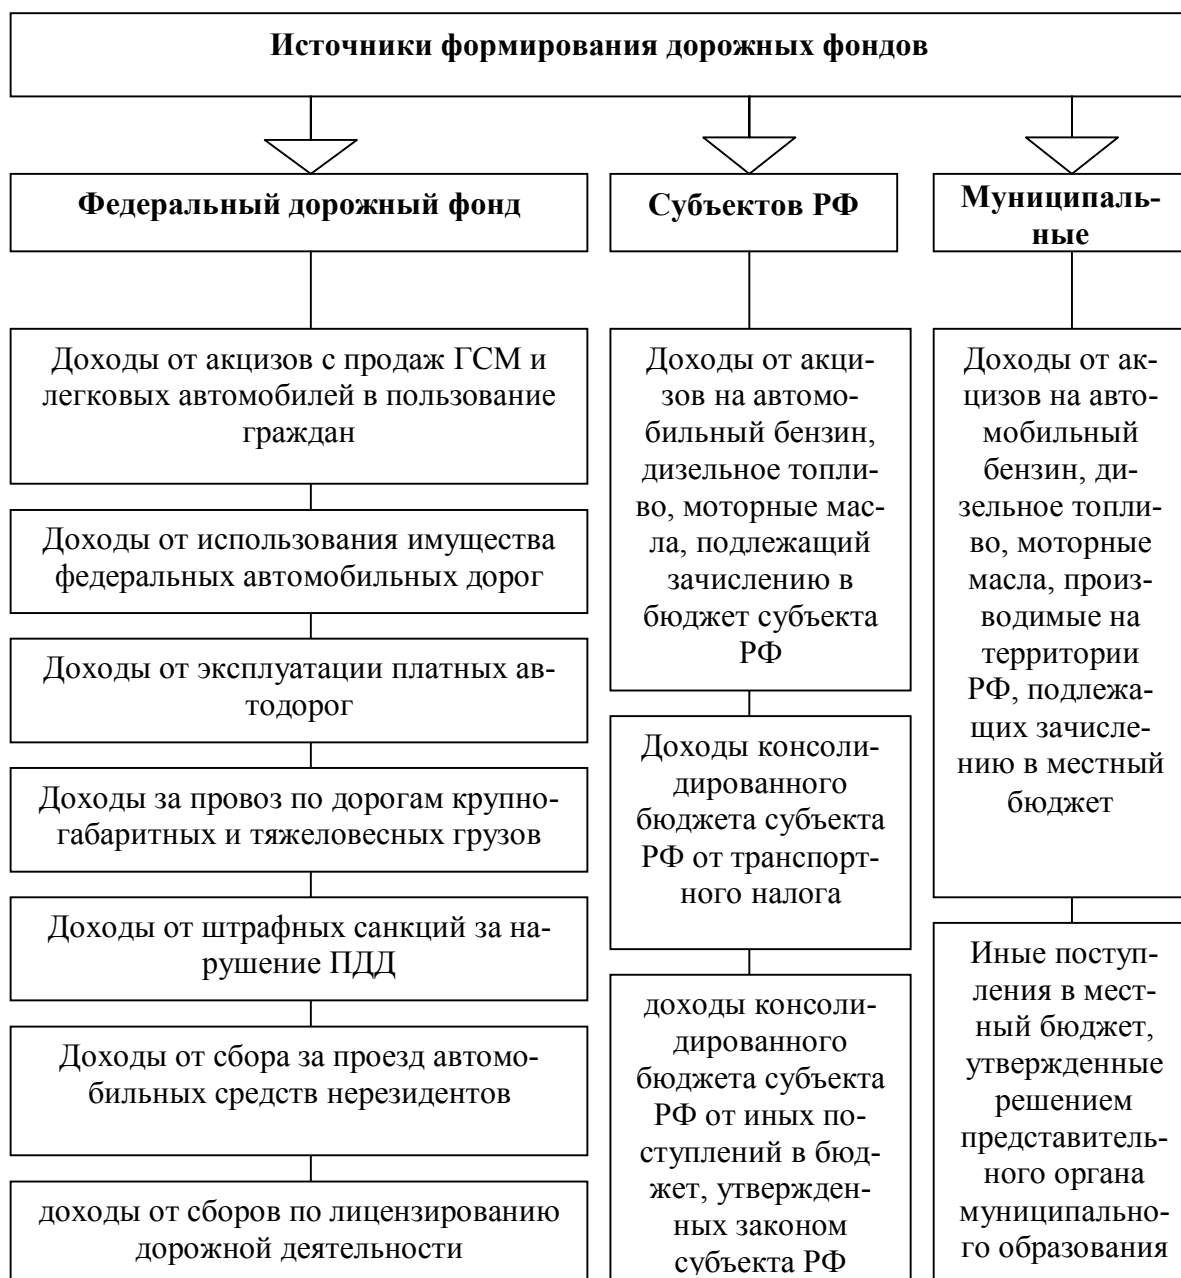 Источники формирования дорожных фондов
Федеральный дорожный фонд
Доходы от акцизов с продаж ГСМ и
легковых автомобилей в пользование
граждан
Доходы от использования имущества
федеральных автомобильных дорог
Доходы от эксплуатации платных ав-
тодорог
Доходы за провоз по дорогам крупно-
габаритных и тяжеловесных грузов
Доходы от штрафных санкций за на-
рушение ПДД
Доходы от сбора за проезд автомо-
бильных средств нерезидентов
доходы от сборов по лицензированию
дорожной деятельности
Субъектов РФ
Доходы от акци-
зов на автомо-
бильный бензин,
дизельное топли-
во, моторные мас-
ла, подлежащий
зачислению в
бюджет субъекта
РФ
Доходы консоли-
дированного
бюджета субъекта
РФ от транспорт-
ного налога
доходы консоли-
дированного
бюджета субъекта
РФ от иных по-
ступлений в бюд-
жет, утвержден-
ных законом
субъекта РФ
Муниципаль-
ные
Доходы от ак-
цизов на авто-
мобильный
бензин, ди-
зельное топли-
во, моторные
масла, произ-
водимые на
территории
РФ, подлежа-
щих зачисле-
нию в местный
бюджет
Иные поступ-
ления в мест-
ный бюджет,
утвержденные
решением
представитель-
ного органа
муниципально-
го образования